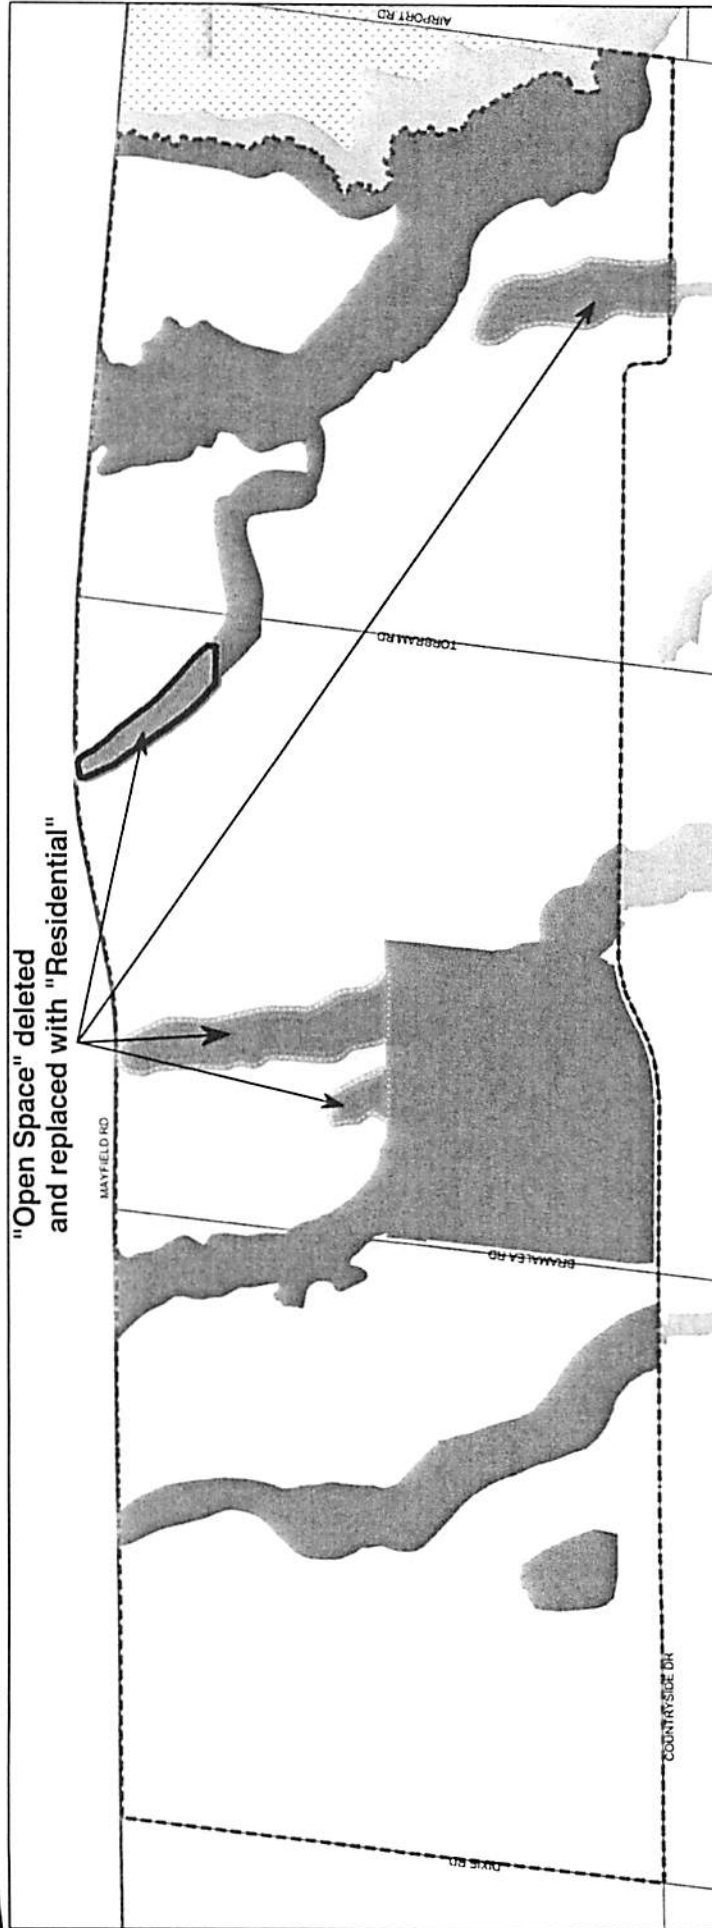 "Open Space" deleted
and replaced with "Residential"
MAYFIELD RD
DIXIE RD
BRAMALEA RD
TORBRAM RD
AIRPORT RD
COUNTRYSIDE DR